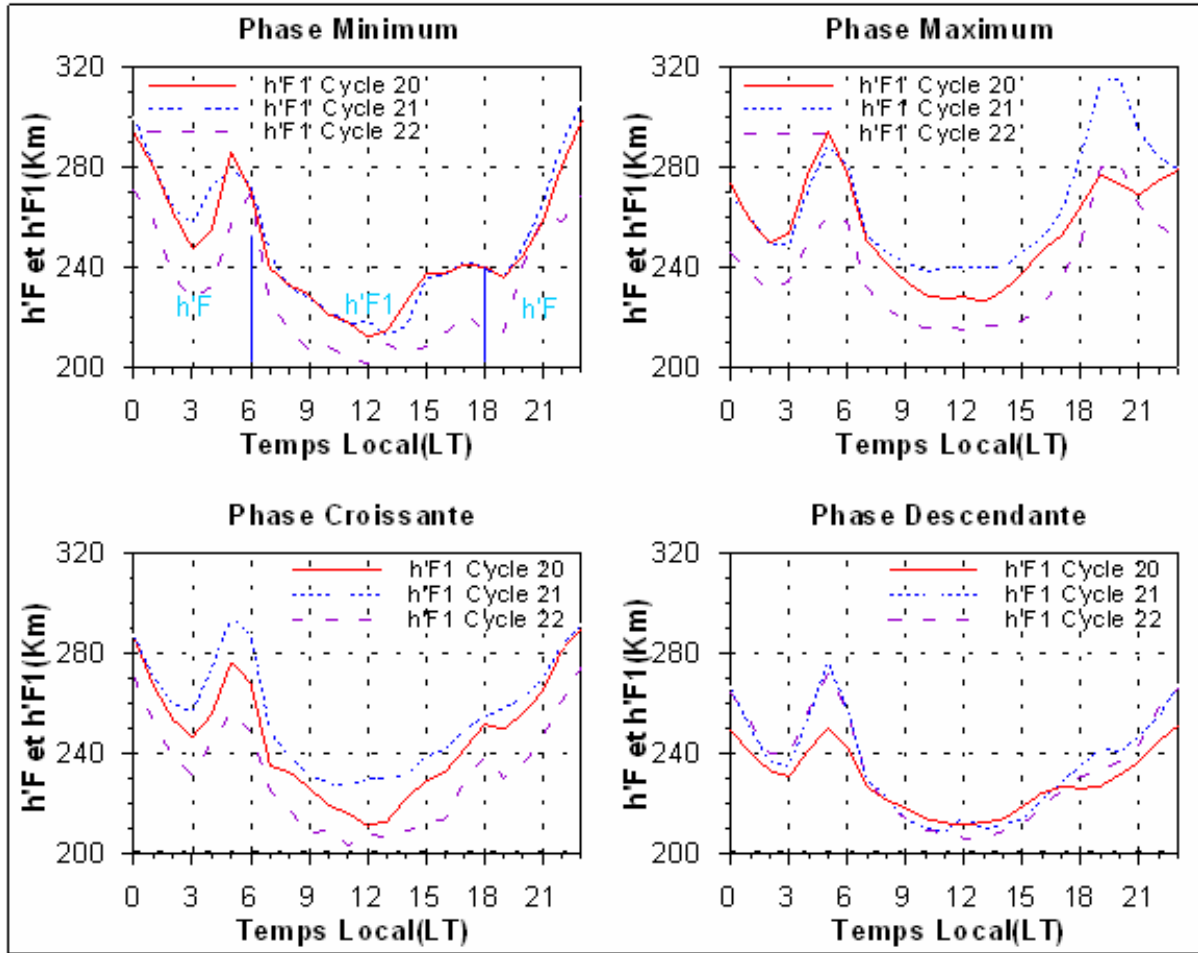 Phase Minimum
h'F et h'F1(Km)
320
280
240
200
h'F1' Cycle 20
h'F1' Cycle 21
h'F1' Cycle 22
h'F
h'F1
h'F
0 3 6 9 12 15 18 21
Temps Local(LT)
Phase Maximum
h'F et h'F1(Km)
320
280
240
200
h'F1' Cycle 20
h'F1' Cycle 21
h'F1' Cycle 22
0 3 6 9 12 15 18 21
Temps Local(LT)
Phase Croissante
h'F et h'F1(Km)
320
280
240
200
h'F1 Cycle 20
h'F1 Cycle 21
h'F1 Cycle 22
0 3 6 9 12 15 18 21
Temps Local(LT)
Phase Descendante
h'F et h'F1(Km)
320
280
240
200
h'F1 Cycle 20
h'F1 Cycle 21
h'F1 Cycle 22
0 3 6 9 12 15 18 21
Temps Local(LT)